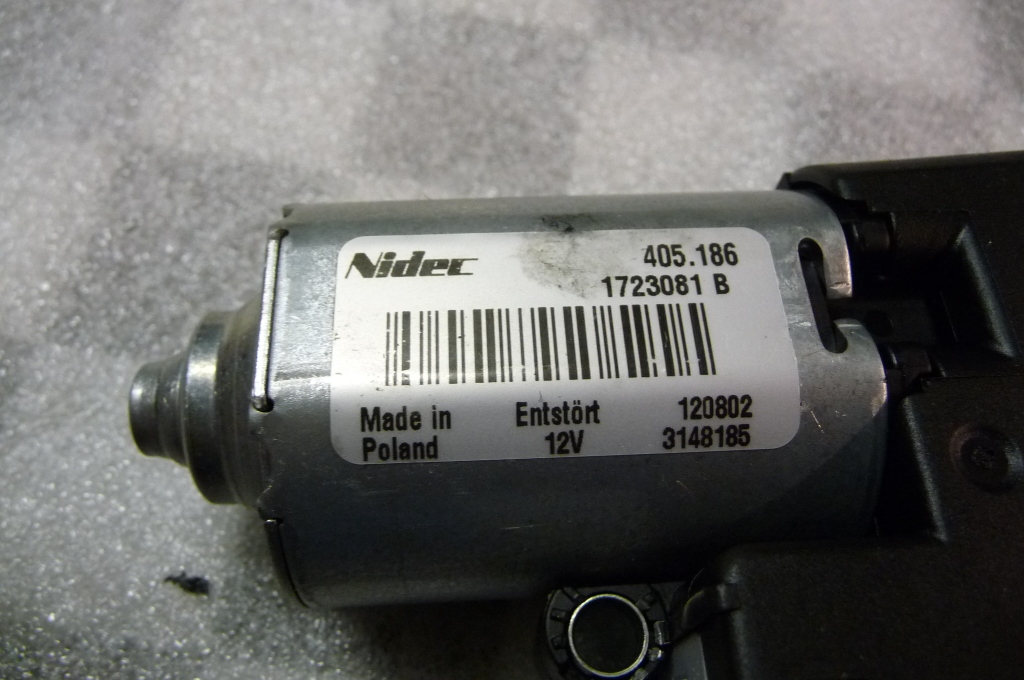 Nidec
405.186
1723081 B
Made in Entstört 120802
Poland 12V 3148185